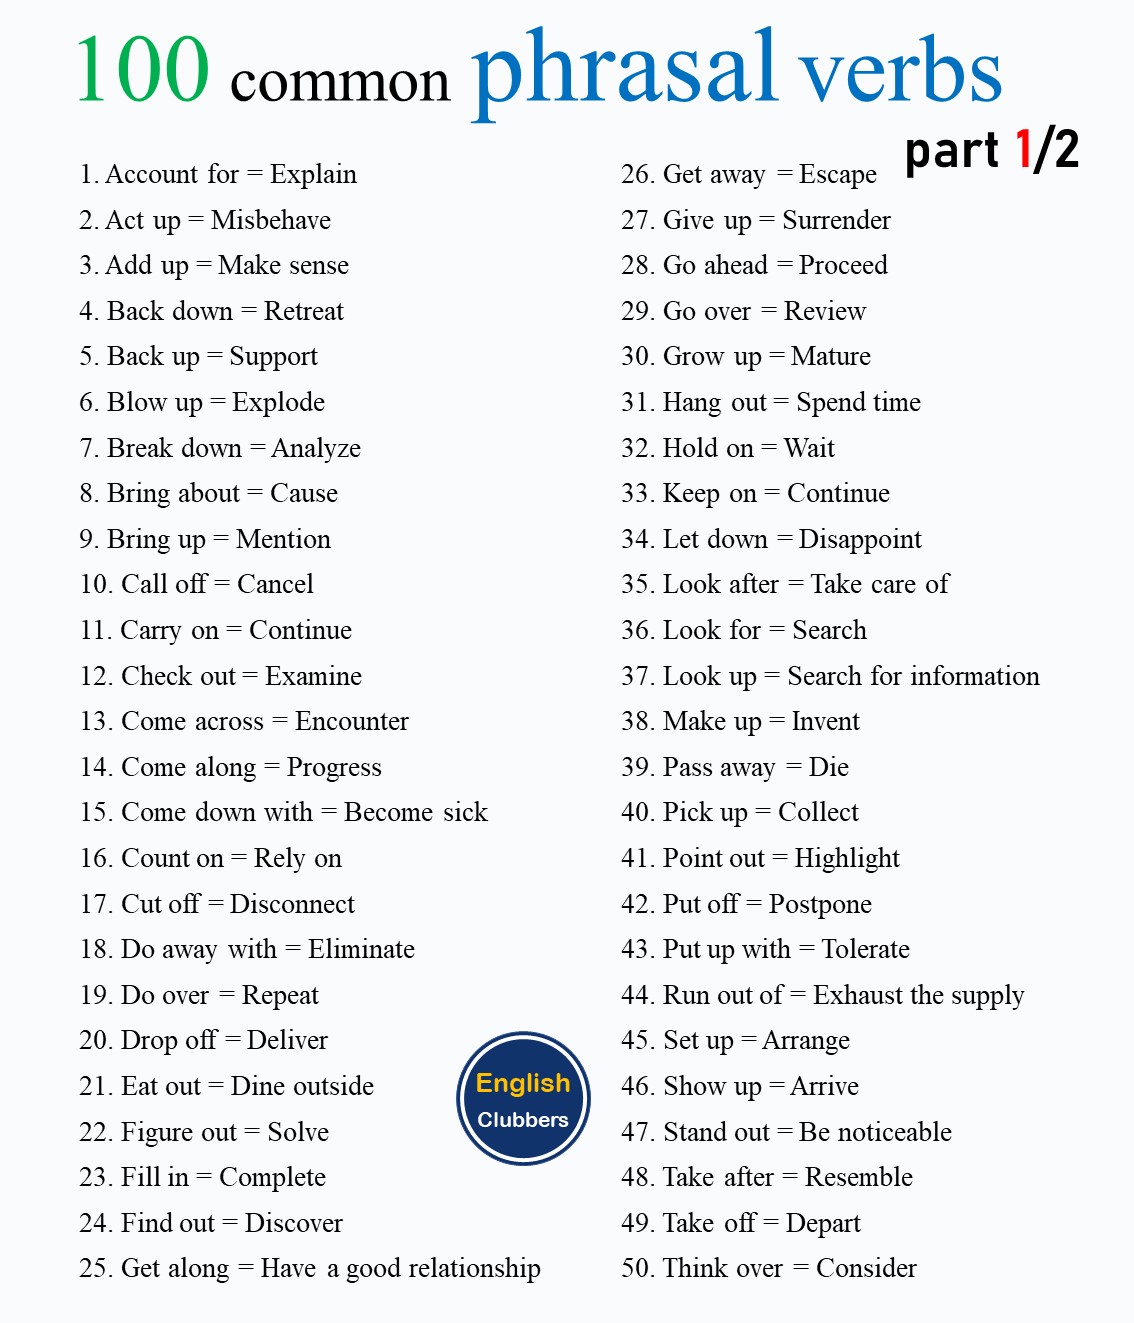 100 common phrasal verbs
part 1/2
1. Account for = Explain
2. Act up = Misbehave
3. Add up = Make sense
4. Back down = Retreat
5. Back up = Support
6. Blow up = Explode
7. Break down = Analyze
8. Bring about = Cause
9. Bring up = Mention
10. Call off = Cancel
11. Carry on = Continue
12. Check out = Examine
13. Come across = Encounter
14. Come along = Progress
15. Come down with = Become sick
16. Count on = Rely on
17. Cut off = Disconnect
18. Do away with = Eliminate
19. Do over = Repeat
20. Drop off = Deliver
21. Eat out = Dine outside
22. Figure out = Solve
23. Fill in = Complete
24. Find out = Discover
25. Get along = Have a good relationship
26. Get away = Escape
27. Give up = Surrender
28. Go ahead = Proceed
29. Go over = Review
30. Grow up = Mature
31. Hang out = Spend time
32. Hold on = Wait
33. Keep on = Continue
34. Let down = Disappoint
35. Look after = Take care of
36. Look for = Search
37. Look up = Search for information
38. Make up = Invent
39. Pass away = Die
40. Pick up = Collect
41. Point out = Highlight
42. Put off = Postpone
43. Put up with = Tolerate
44. Run out of = Exhaust the supply
45. Set up = Arrange
46. Show up = Arrive
47. Stand out = Be noticeable
48. Take after = Resemble
49. Take off = Depart
50. Think over = Consider
English
Clubbers